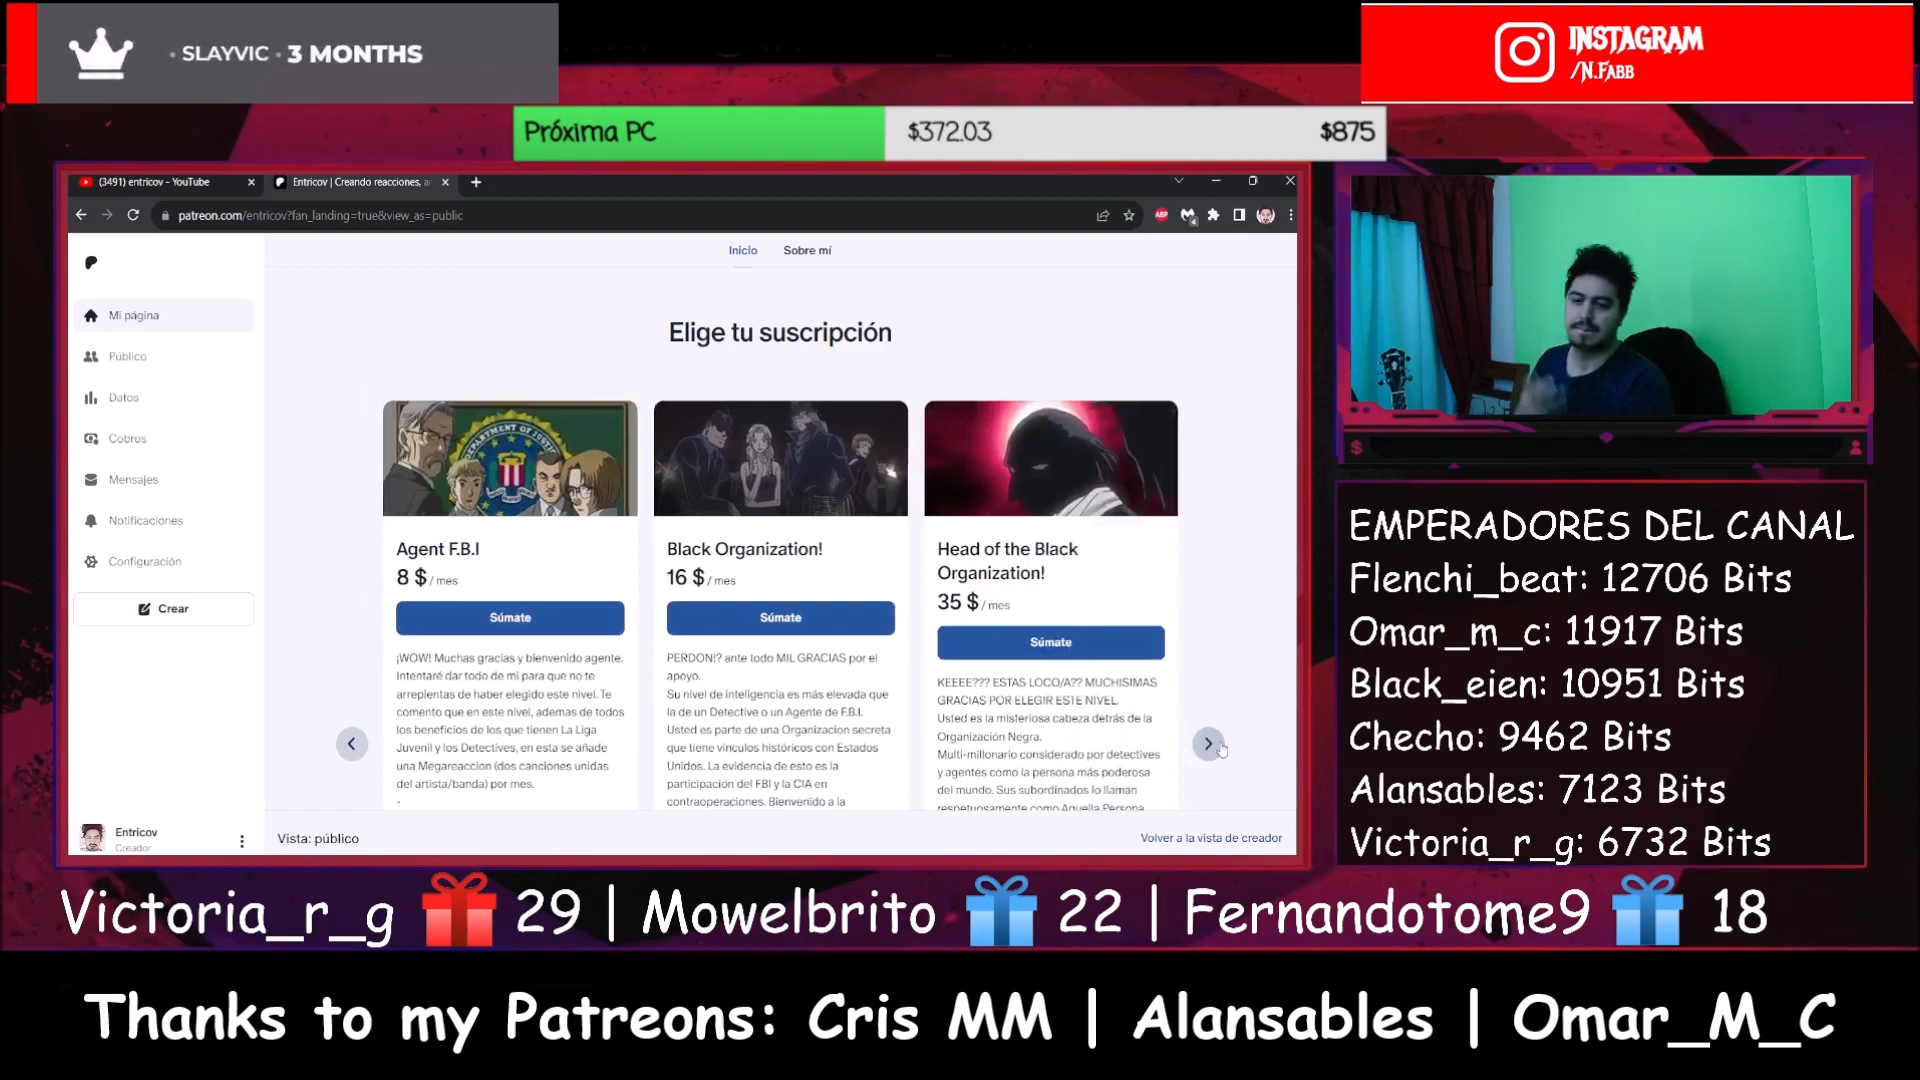 · SLAYVIC · 3 MONTHS
INSTAGRAM
/N.FABB
Próxima PC $372.03 $875
(3491) entricov - YouTube
Entricov | Creando reacciones, a
patreon.com/entricov?fan_landing=true&view_as=public
ABP
4
Inicio Sobre mí
Mi página
Público
Datos
Cobros
Mensajes
Notificaciones
Configuración
Crear
Entricov
Creador
Elige tu suscripción
DEPARTMENT OF JUSTICE
Agent F.B.I
8 $ / mes
Súmate
¡WOW! Muchas gracias y bienvenido agente.
Intentaré dar todo de mi para que no te
arrepientas de haber elegido este nivel. Te
comento que en este nivel, ademas de todos
los beneficios de los que tienen La Liga
Juvenil y los Detectives, en esta se añade
una Megareaccion (dos canciones unidas
del artista/banda) por mes.
-
Black Organization!
16 $ / mes
Súmate
PERDON!? ante todo MIL GRACIAS por el
apoyo.
Su nivel de inteligencia es más elevada que
la de un Detective o un Agente de F.B.I.
Usted es parte de una Organizacion secreta
que tiene vínculos históricos con Estados
Unidos. La evidencia de esto es la
participación del FBI y la CIA en
contraoperaciones. Bienvenido a la
Head of the Black
Organization!
35 $ / mes
Súmate
KEEEE??? ESTAS LOCO/A?? MUCHISIMAS
GRACIAS POR ELEGIR ESTE NIVEL.
Usted es la misteriosa cabeza detrás de la
Organización Negra.
Multi-millonario considerado por detectives
y agentes como la persona más poderosa
del mundo. Sus subordinados lo llaman
respetuosamente como Aquella Persona
Vista: público
Volver a la vista de creador
EMPERADORES DEL CANAL
Flenchi_beat: 12706 Bits
Omar_m_c: 11917 Bits
Black_eien: 10951 Bits
Checho: 9462 Bits
Alansables: 7123 Bits
Victoria_r_g: 6732 Bits
Victoria_r_g 29 | Mowelbrito 22 | Fernandotome9 18
Thanks to my Patreons: Cris MM | Alansables | Omar_M_C